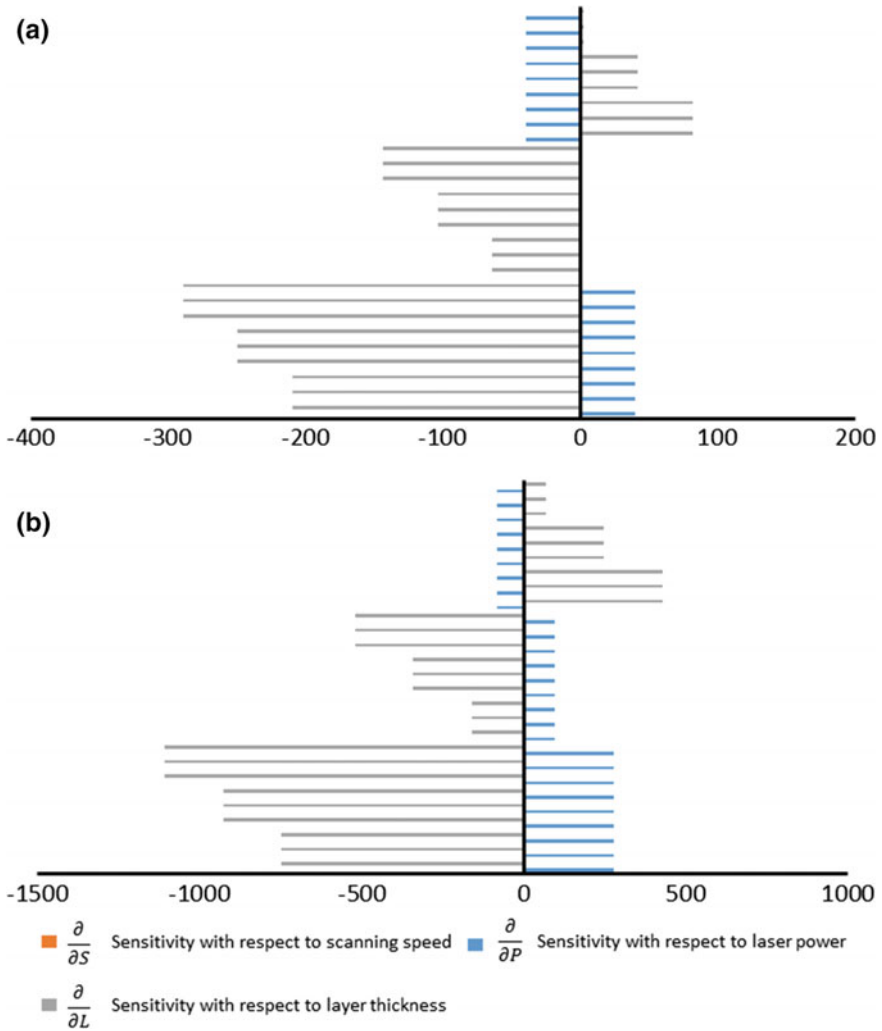 (a)
-400 -300 -200 -100 0 100 200
(b)
-1500 -1000 -500 0 500 1000
∂/∂S Sensitivity with respect to scanning speed
∂/∂P Sensitivity with respect to laser power
∂/∂L Sensitivity with respect to layer thickness